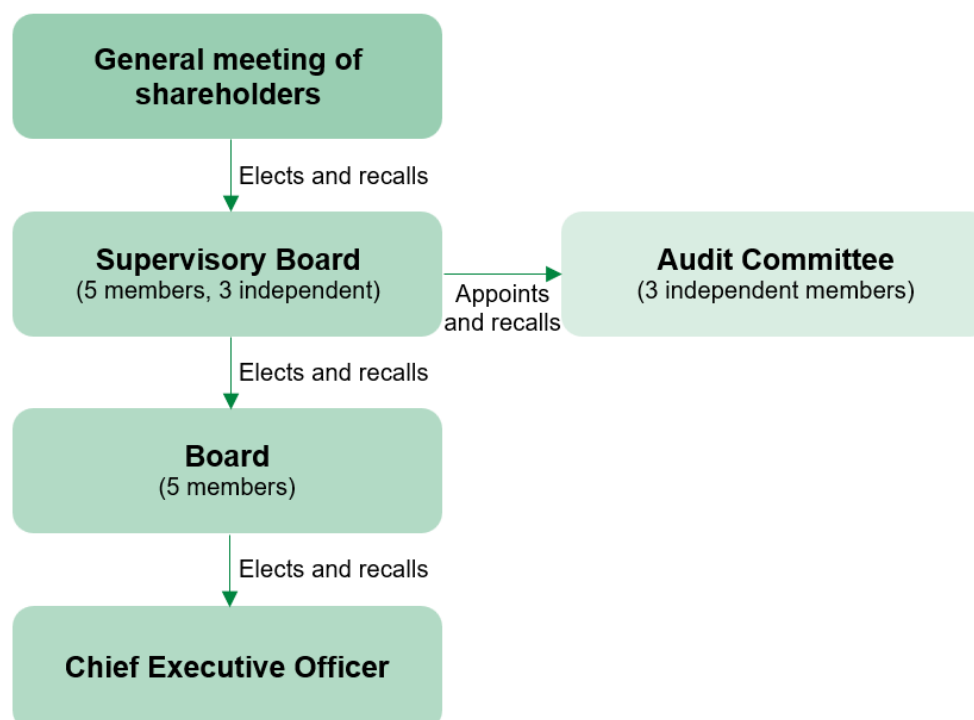 General meeting of
shareholders
Elects and recalls
Supervisory Board
(5 members, 3 independent)
Appoints
and recalls
Audit Committee
(3 independent members)
Elects and recalls
Board
(5 members)
Elects and recalls
Chief Executive Officer